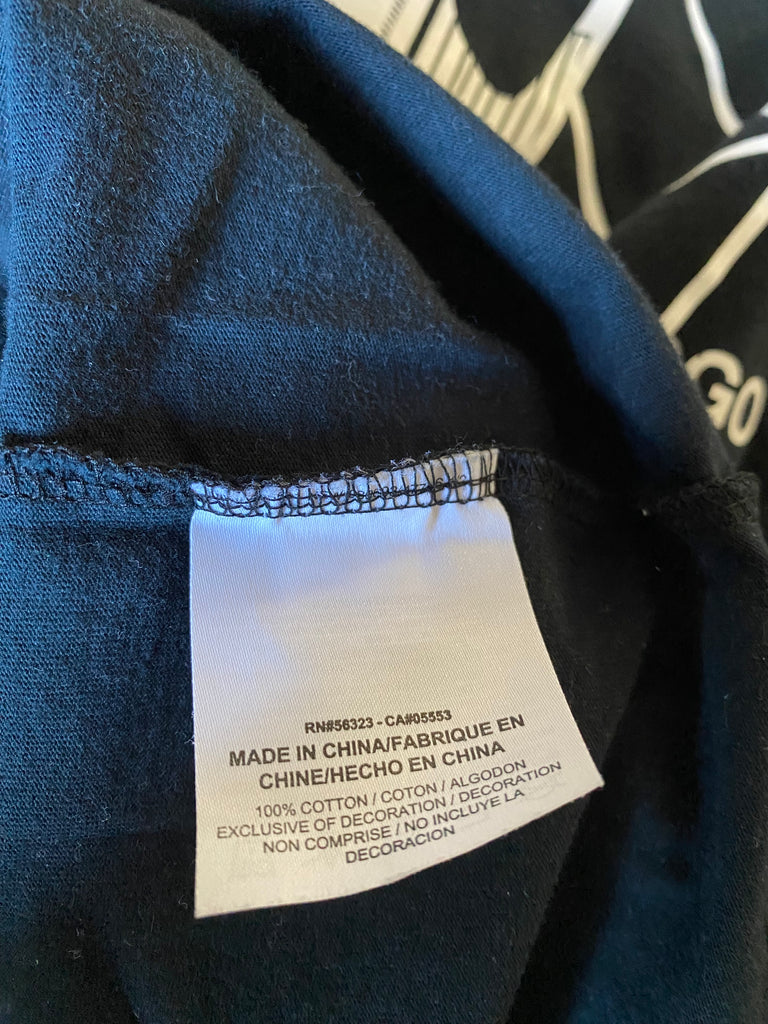 GO
RN#56323 - CA#05553
MADE IN CHINA/FABRIQUE EN
CHINE/HECHO EN CHINA
100% COTTON / COTON / ALGODON
EXCLUSIVE OF DECORATION / DECORATION
NON COMPRISE / NO INCLUYE LA
DECORACION